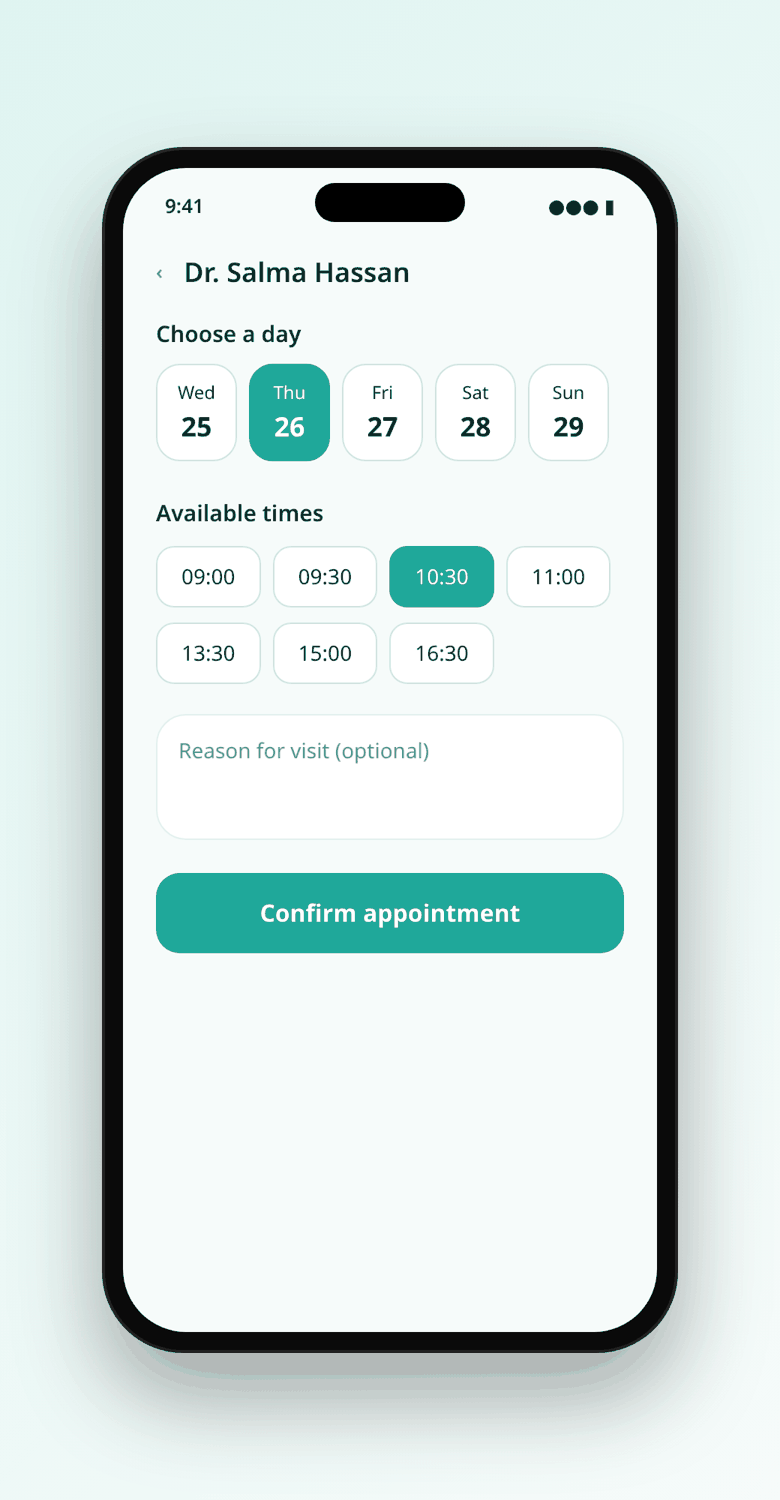 9:41
‹ Dr. Salma Hassan
Choose a day
Wed Thu Fri Sat Sun
25 26 27 28 29
Available times
09:00 09:30 10:30 11:00
13:30 15:00 16:30
Reason for visit (optional)
Confirm appointment